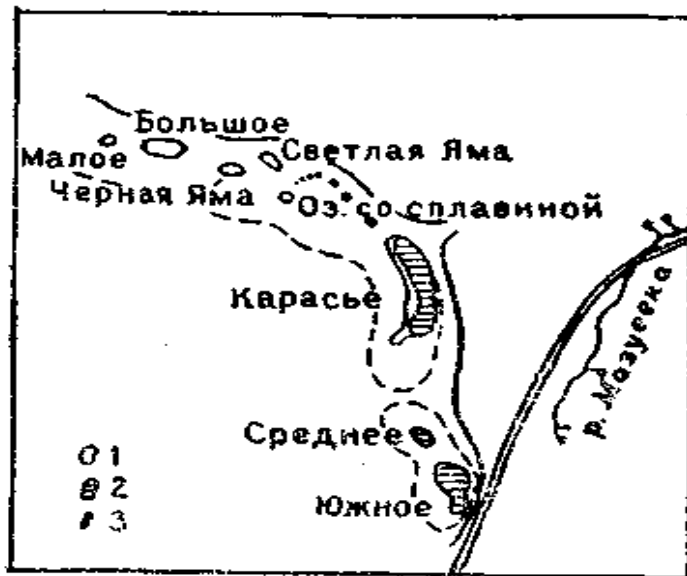 Большое
Малое
Светлая Яма
Черная Яма
Оз. со сплавиной
Карасье
р. Мазуевка
Среднее
Южное
1
2
3